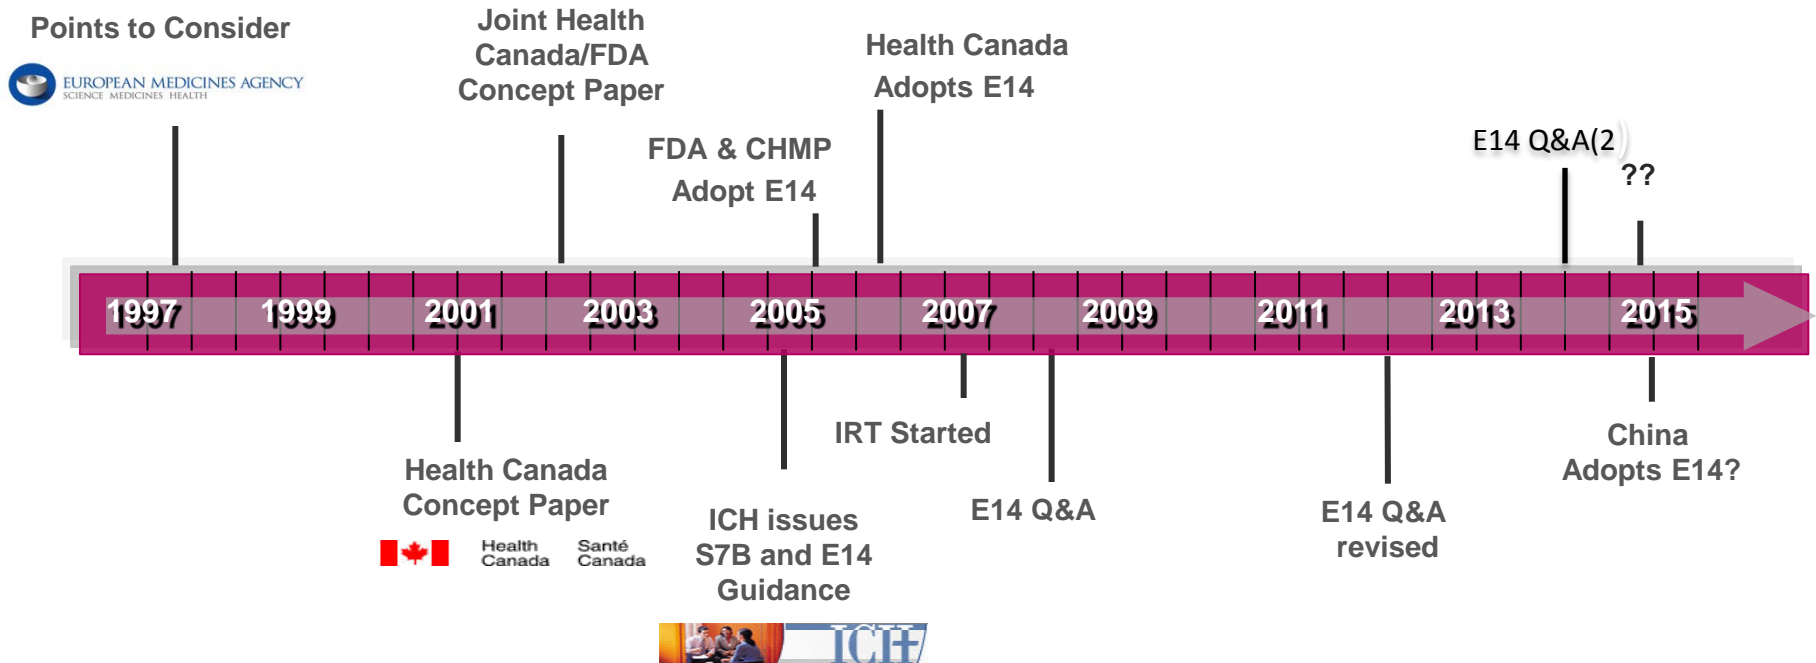 Points to Consider
EUROPEAN MEDICINES AGENCY
SCIENCE MEDICINES HEALTH
Joint Health
Canada/FDA
Concept Paper
FDA & CHMP
Adopt E14
Health Canada
Adopts E14
E14 Q&A(2)
??
1997 1999 2001 2003 2005 2007 2009 2011 2013 2015
Health Canada
Concept Paper
Health Canada
Santé Canada
ICH issues
S7B and E14
Guidance
ICH
IRT Started
E14 Q&A
E14 Q&A
revised
China
Adopts E14?